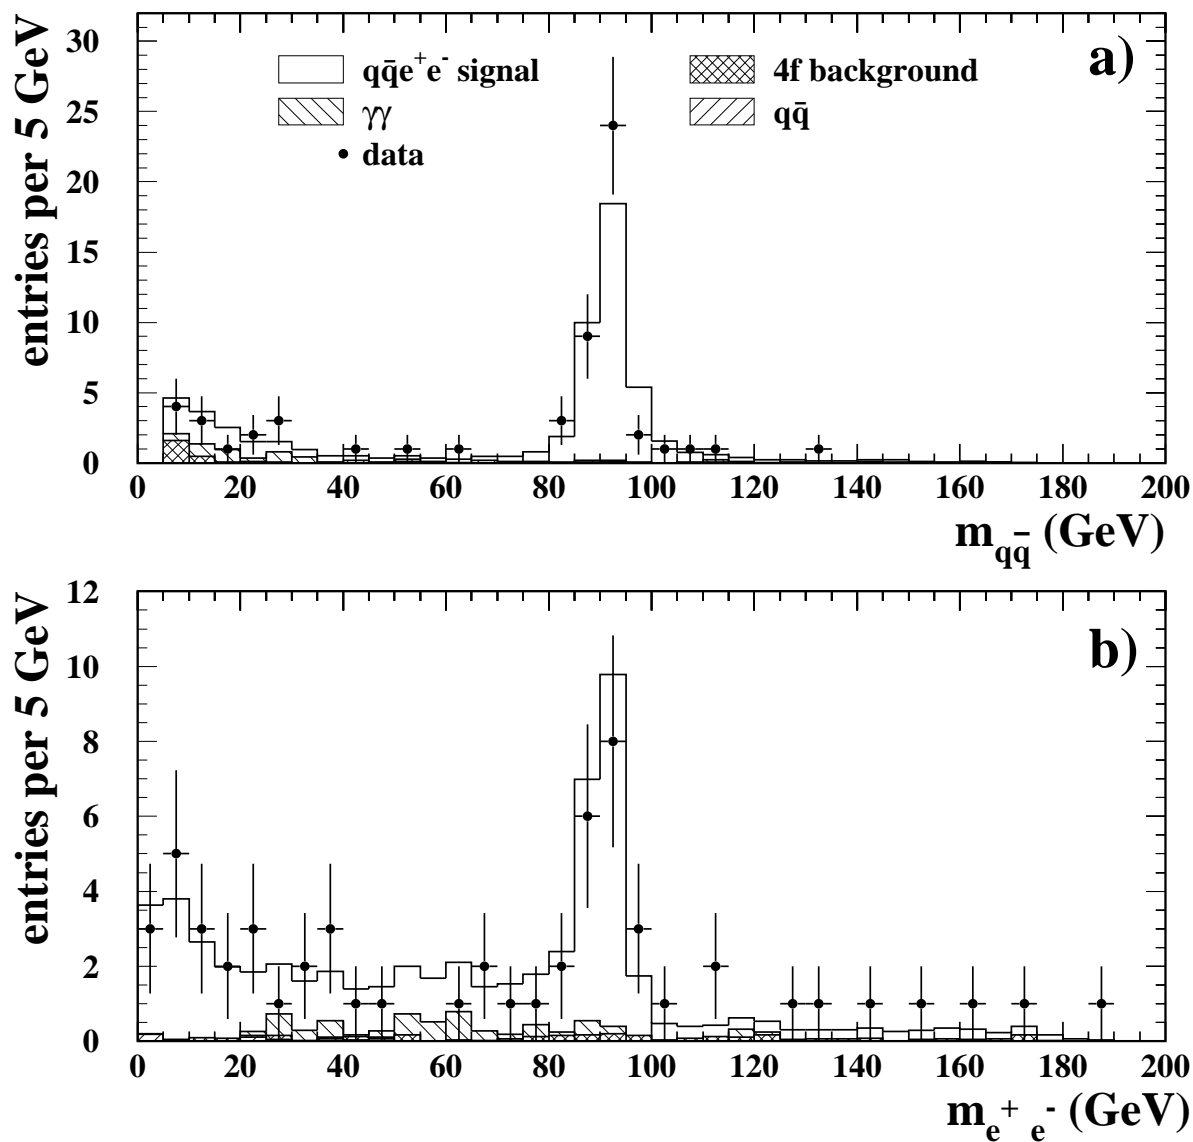 entries per 5 GeV
a)
qq̄e⁺e⁻ signal
4f background
γγ
qq̄
data
30
25
20
15
10
5
0
0 20 40 60 80 100 120 140 160 180 200
m qq̄ (GeV)
entries per 5 GeV
b)
12
10
8
6
4
2
0
0 20 40 60 80 100 120 140 160 180 200
m e⁺ e⁻ (GeV)